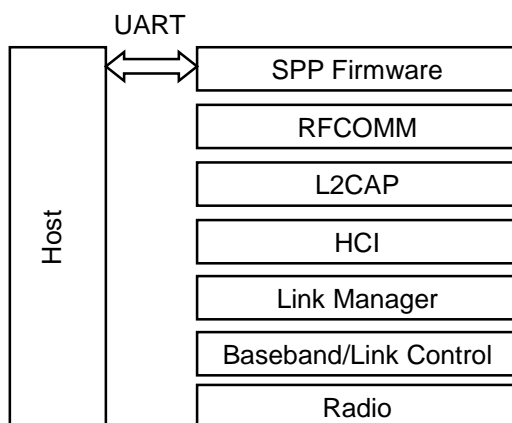 UART
SPP Firmware
RFCOMM
L2CAP
HCI
Link Manager
Baseband/Link Control
Radio
Host